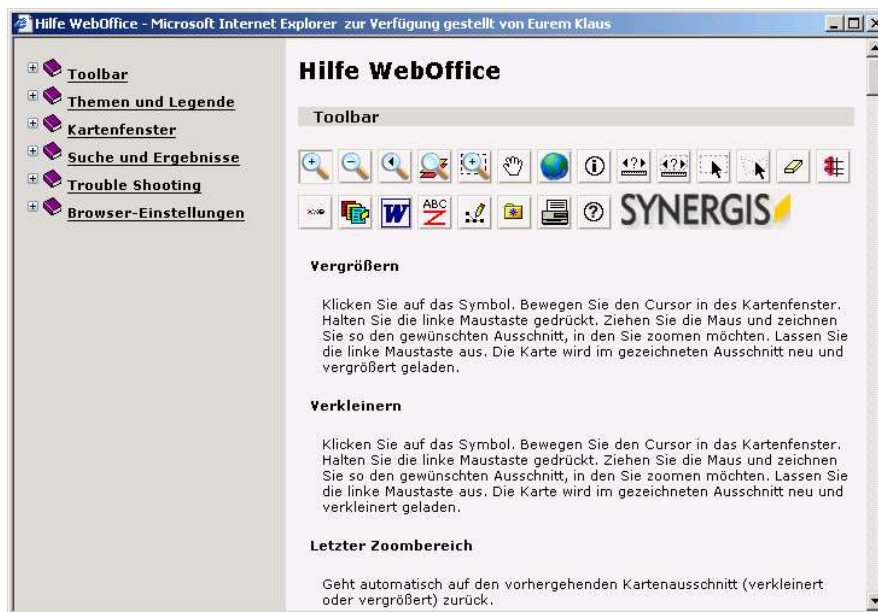 Hilfe WebOffice - Microsoft Internet Explorer zur Verfügung gestellt von Eurem Klaus
Toolbar
Themen und Legende
Kartenfenster
Suche und Ergebnisse
Trouble Shooting
Browser-Einstellungen
Hilfe WebOffice
Toolbar
ABC
SYNERGIS
Vergrößern
Klicken Sie auf das Symbol. Bewegen Sie den Cursor in des Kartenfenster.
Halten Sie die linke Maustaste gedrückt. Ziehen Sie die Maus und zeichnen
Sie so den gewünschten Ausschnitt, in den Sie zoomen möchten. Lassen Sie
die linke Maustaste aus. Die Karte wird im gezeichneten Ausschnitt neu und
vergrößert geladen.
Verkleinern
Klicken Sie auf das Symbol. Bewegen Sie den Cursor in das Kartenfenster.
Halten Sie die linke Maustaste gedrückt. Ziehen Sie die Maus und zeichnen
Sie so den gewünschten Ausschnitt, in den Sie zoomen möchten. Lassen Sie
die linke Maustaste aus. Die Karte wird im gezeichneten Ausschnitt neu und
verkleinert geladen.
Letzter Zoombereich
Geht automatisch auf den vorhergehenden Kartenausschnitt (verkleinert
oder vergrößert) zurück.